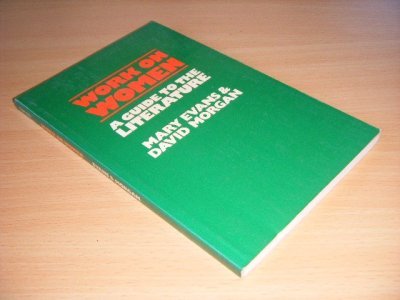 WORK ON
WOMEN
A GUIDE TO THE
LITERATURE
MARY EVANS &
DAVID MORGAN